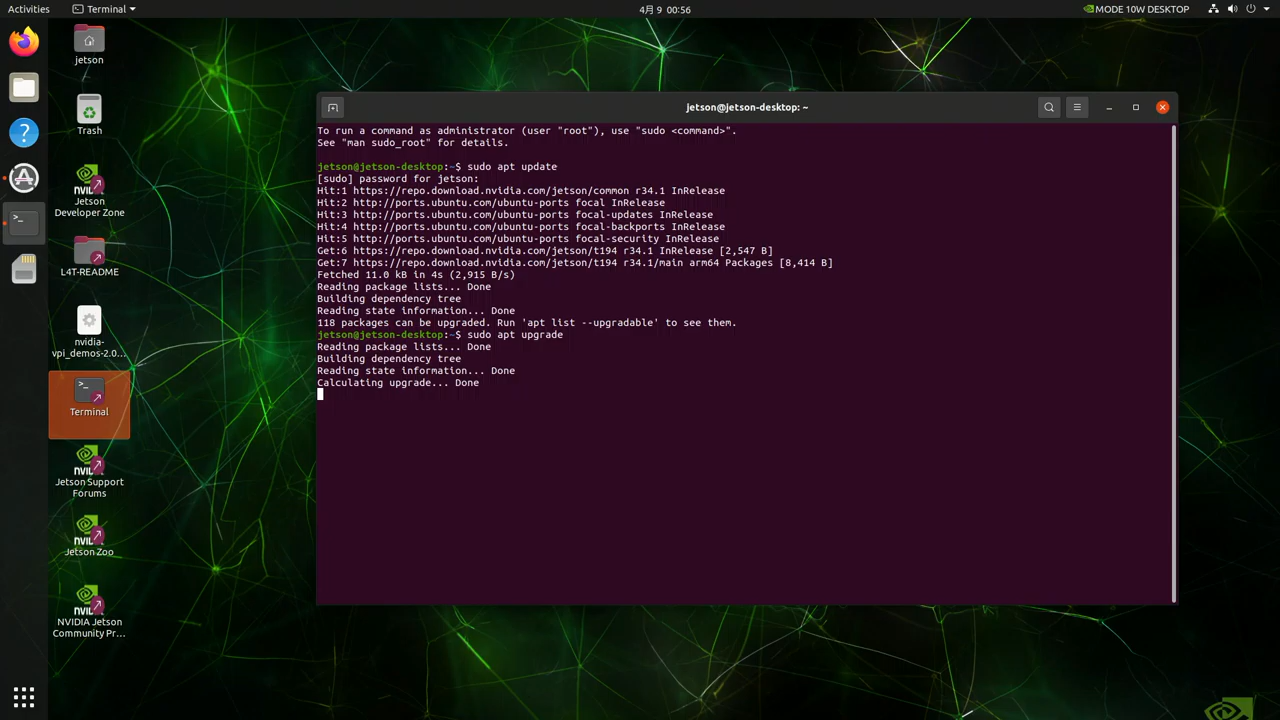 Activities
Terminal
4月 9 00:56
MODE 10W DESKTOP
jetson
Trash
NVIDIA
Jetson
Developer Zone
L4T-README
nvidia-
vpi_demos-2.0...
Terminal
Jetson Support
Forums
Jetson Zoo
NVIDIA Jetson
Community Pr...
jetson@jetson-desktop: ~
To run a command as administrator (user "root"), use "sudo <command>".
See "man sudo_root" for details.
jetson@jetson-desktop:~$ sudo apt update
[sudo] password for jetson:
Hit:1 https://repo.download.nvidia.com/jetson/common r34.1 InRelease
Hit:2 http://ports.ubuntu.com/ubuntu-ports focal InRelease
Hit:3 http://ports.ubuntu.com/ubuntu-ports focal-updates InRelease
Hit:4 http://ports.ubuntu.com/ubuntu-ports focal-backports InRelease
Hit:5 http://ports.ubuntu.com/ubuntu-ports focal-security InRelease
Get:6 https://repo.download.nvidia.com/jetson/t194 r34.1 InRelease [2,547 B]
Get:7 https://repo.download.nvidia.com/jetson/t194 r34.1/main arm64 Packages [8,414 B]
Fetched 11.0 kB in 4s (2,915 B/s)
Reading package lists... Done
Building dependency tree
Reading state information... Done
118 packages can be upgraded. Run 'apt list --upgradable' to see them.
jetson@jetson-desktop:~$ sudo apt upgrade
Reading package lists... Done
Building dependency tree
Reading state information... Done
Calculating upgrade... Done